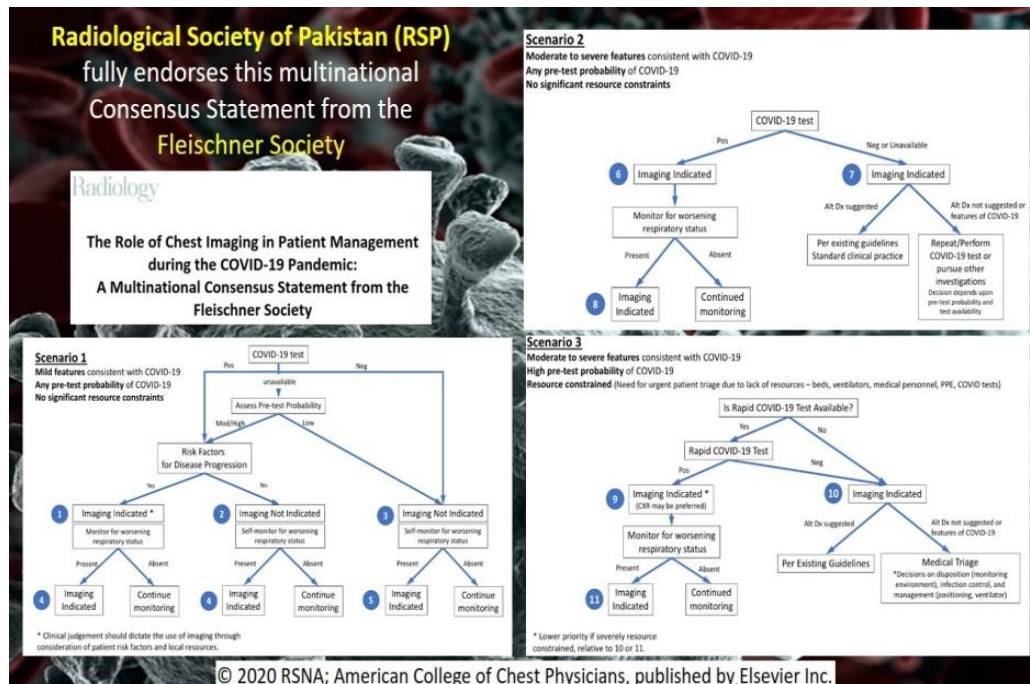 Radiological Society of Pakistan (RSP)
fully endorses this multinational
Consensus Statement from the
Fleischner Society
Radiology
The Role of Chest Imaging in Patient Management
during the COVID-19 Pandemic:
A Multinational Consensus Statement from the
Fleischner Society
Scenario 1
Mild features consistent with COVID-19
Any pre-test probability of COVID-19
No significant resource constraints
COVID-19 test
Pos
Neg
unavailable
Assess Pre-test Probability
Mod/High
Low
Risk Factors
for Disease Progression
No
1
Imaging Indicated *
2
Imaging Not Indicated
3
Imaging Not Indicated
Monitor for worsening
respiratory status
Self-monitor for worsening
respiratory status
Self-monitor for worsening
respiratory status
Present
Absent
Present
Absent
Present
Absent
4
Imaging
Indicated
Continue
monitoring
4
Imaging
Indicated
Continue
monitoring
5
Imaging
Indicated
Continue
monitoring
* Clinical judgement should dictate the use of imaging through
consideration of patient risk factors and local resources.
Scenario 2
Moderate to severe features consistent with COVID-19
Any pre-test probability of COVID-19
No significant resource constraints
COVID-19 test
Pos
Neg or Unavailable
6
Imaging Indicated
7
Imaging Indicated
Monitor for worsening
respiratory status
Alt Dx suggested
Alt Dx not suggested or
features of COVID-19
Present
Absent
Per existing guidelines
Standard clinical practice
Repeat/Perform
COVID-19 test or
pursue other
investigations
Decision depends upon
pre-test probability and
test availability
8
Imaging
Indicated
Continued
monitoring
Scenario 3
Moderate to severe features consistent with COVID-19
High pre-test probability of COVID-19
Resource constrained (Need for urgent patient triage due to lack of resources – beds, ventilators, medical personnel, PPE, COVID tests)
Is Rapid COVID-19 Test Available?
Yes
No
Rapid COVID-19 Test
Pos
Neg
9
Imaging Indicated *
(CXR may be preferred)
10
Imaging Indicated
Monitor for worsening
respiratory status
Alt Dx suggested
Alt Dx not suggested or
features of COVID-19
Present
Absent
Per Existing Guidelines
Medical Triage
*Decisions on disposition (monitoring
environment), infection control, and
management (positioning, ventilator)
11
Imaging
Indicated
Continued
monitoring
* Lower priority if severely resource
constrained, relative to 10 or 11.
© 2020 RSNA; American College of Chest Physicians, published by Elsevier Inc.